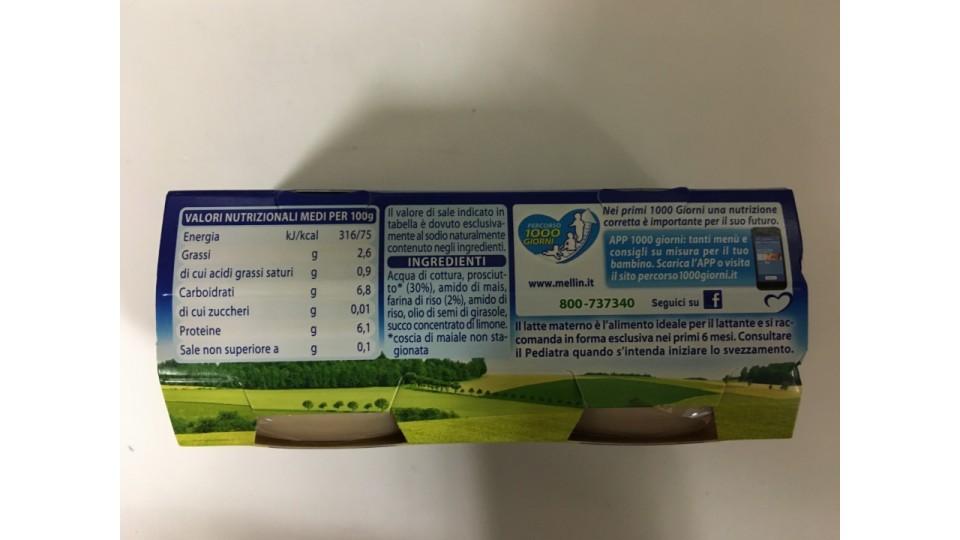 VALORI NUTRIZIONALI MEDI PER 100g
Energia kJ/kcal 316/75
Grassi g 2,6
di cui acidi grassi saturi g 0,9
Carboidrati g 6,8
di cui zuccheri g 0,01
Proteine g 6,1
Sale non superiore a g 0,1
Il valore di sale indicato in
tabella è dovuto esclusiva-
mente al sodio naturalmente
contenuto negli ingredienti.
INGREDIENTI
Acqua di cottura, prosciut-
to* (30%), amido di mais,
farina di riso (2%), amido di
riso, olio di semi di girasole,
succo concentrato di limone.
*coscia di maiale non sta-
gionata
PERCORSO
1000
GIORNI
www.mellin.it
Nei primi 1000 Giorni una nutrizione
corretta è importante per il suo futuro.
APP 1000 giorni: tanti menù e
consigli su misura per il tuo
bambino. Scarica l'APP o visita
il sito percorso1000giorni.it
800-737340 Seguici su f
Il latte materno è l'alimento ideale per il lattante e si rac-
comanda in forma esclusiva nei primi 6 mesi. Consultare
il Pediatra quando s'intenda iniziare lo svezzamento.